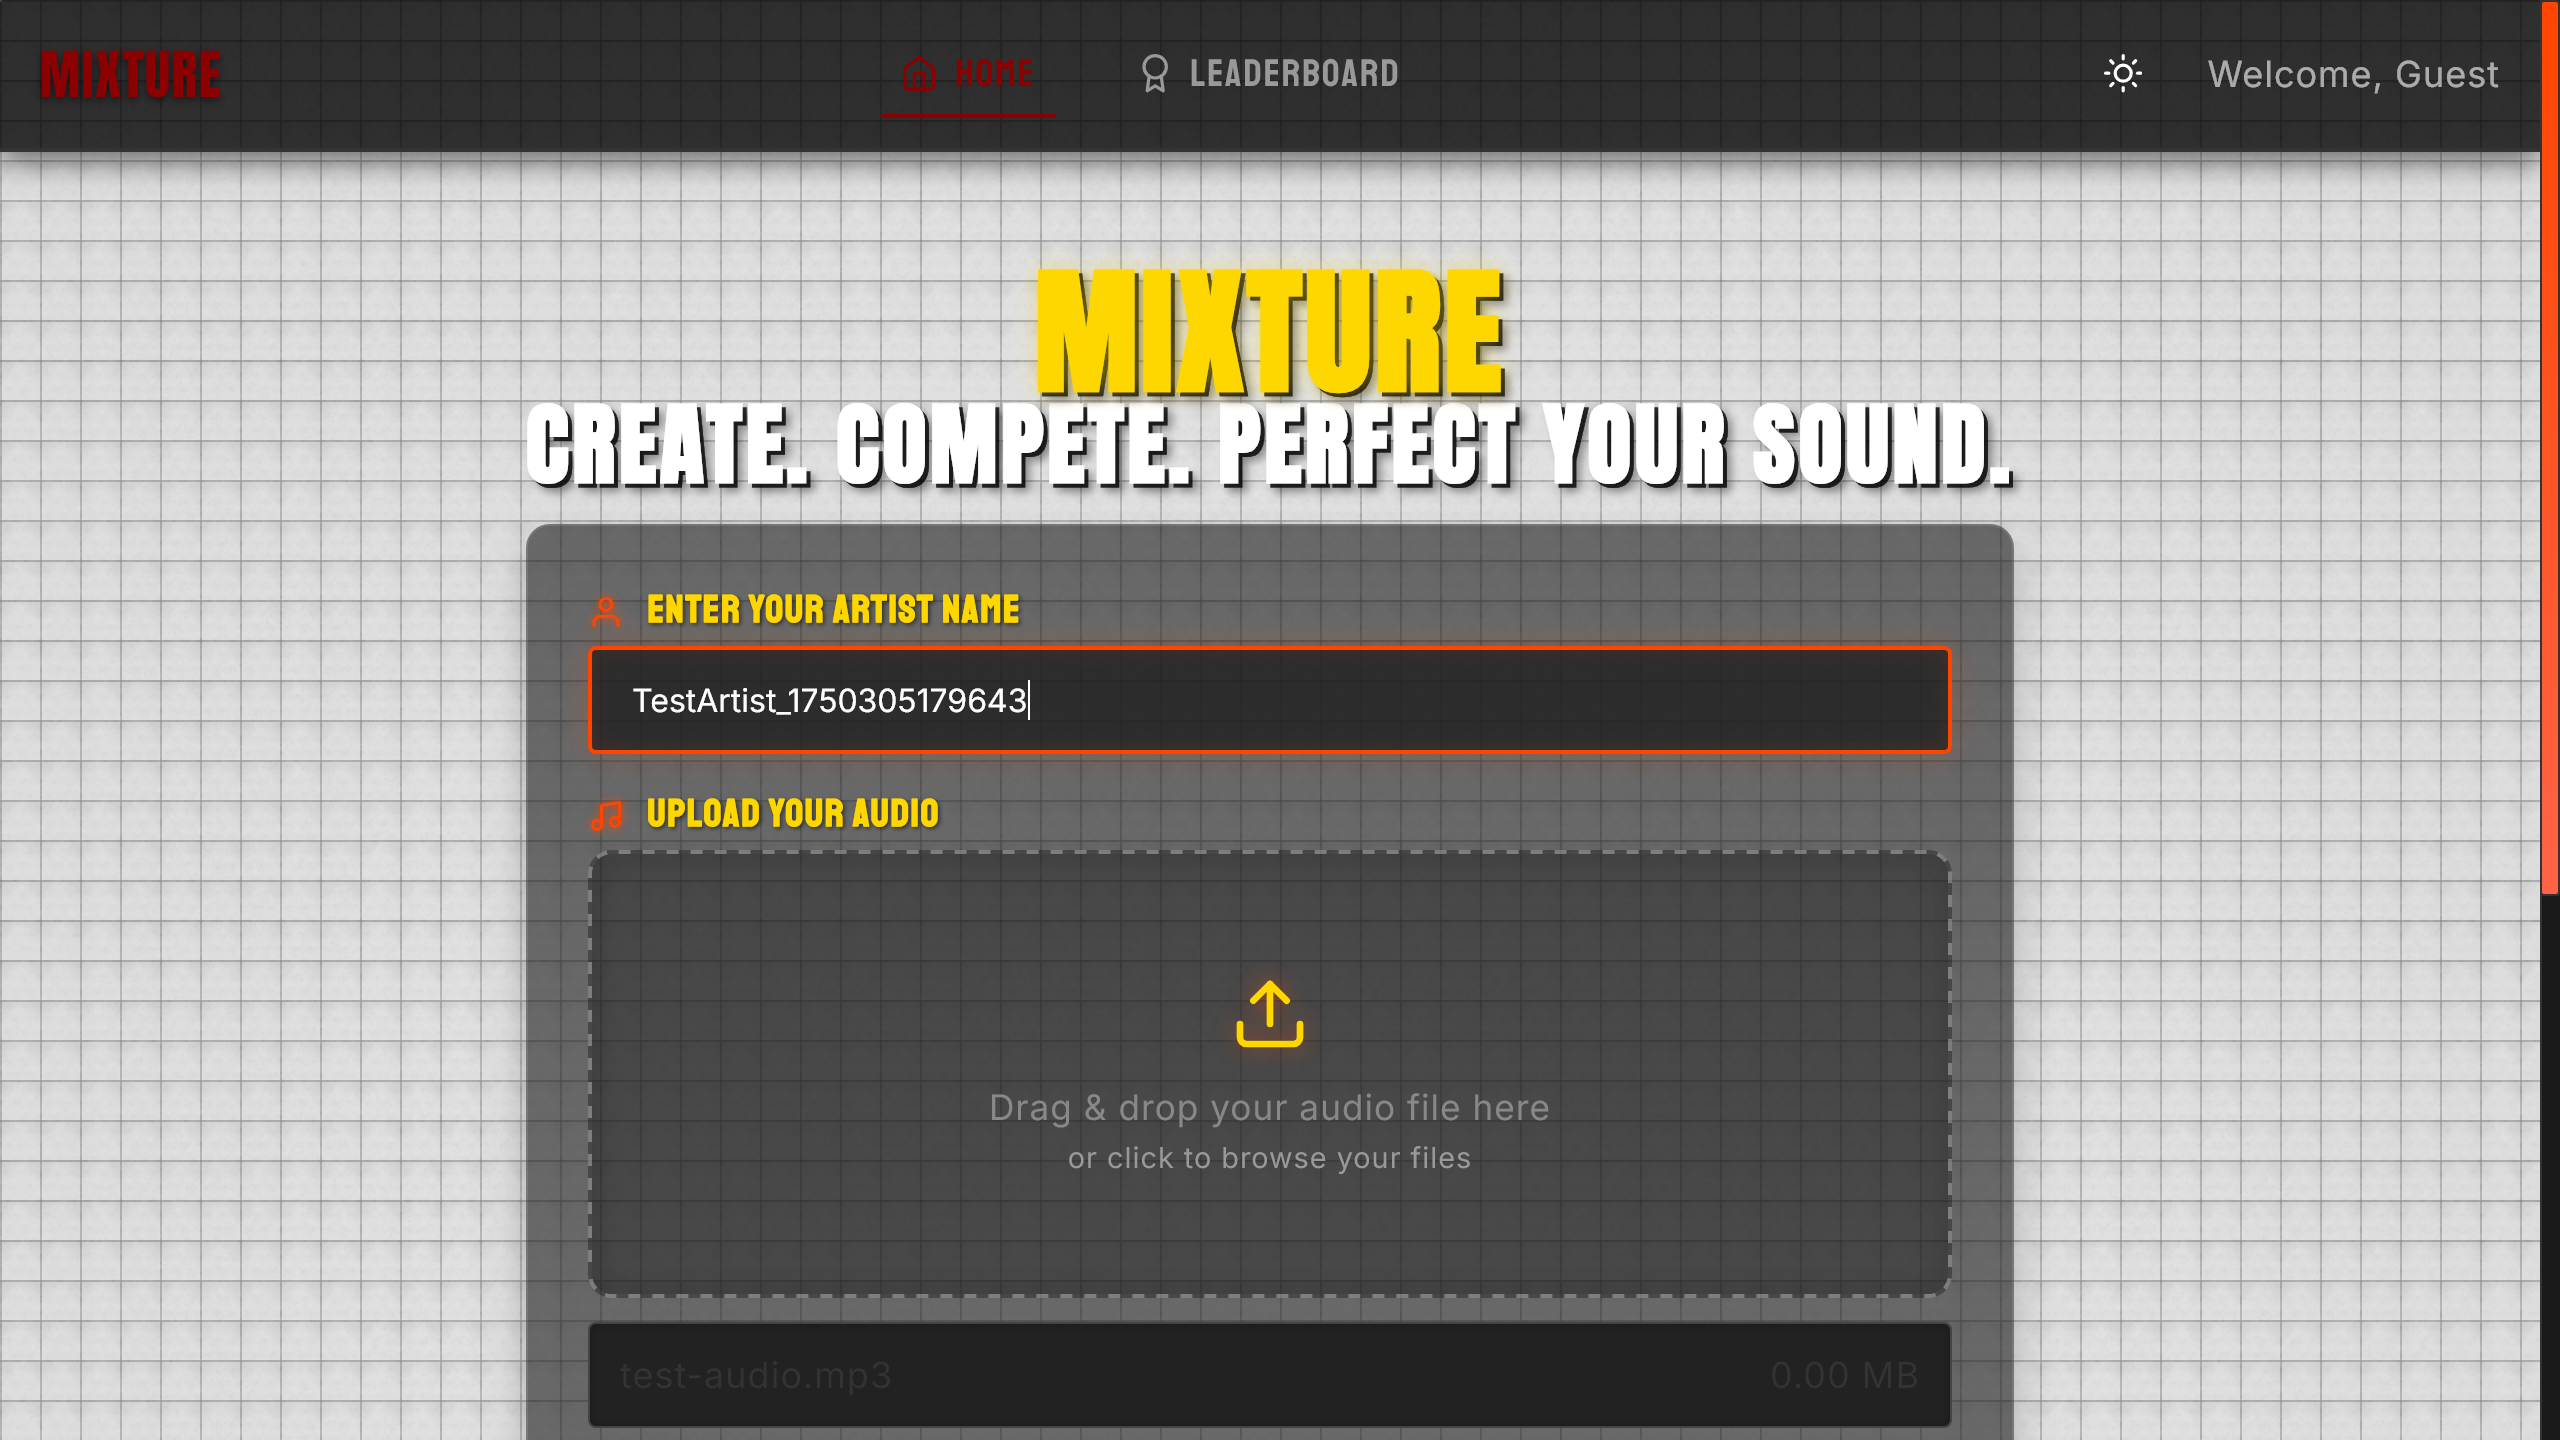 MIXTURE
HOME
LEADERBOARD
Welcome, Guest
MIXTURE
CREATE. COMPETE. PERFECT YOUR SOUND.
ENTER YOUR ARTIST NAME
TestArtist_1750305179643
UPLOAD YOUR AUDIO
Drag & drop your audio file here
or click to browse your files
test-audio.mp3 0.00 MB